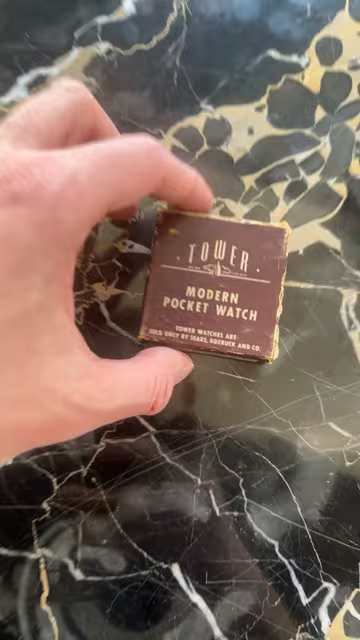 TOWER
MODERN
POCKET WATCH
TOWER WATCHES ARE
SOLD ONLY BY SEARS, ROEBUCK AND CO.